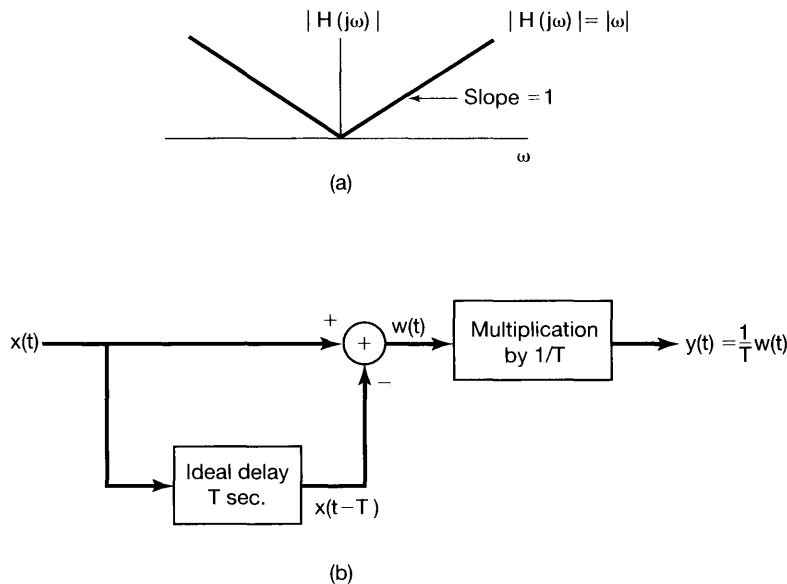 | H (jω) |
| H (jω) | = |ω|
Slope = 1
ω
(a)
x(t)
+
+
−
w(t)
Multiplication
by 1/T
y(t) = 1/T w(t)
Ideal delay
T sec.
x(t−T)
(b)